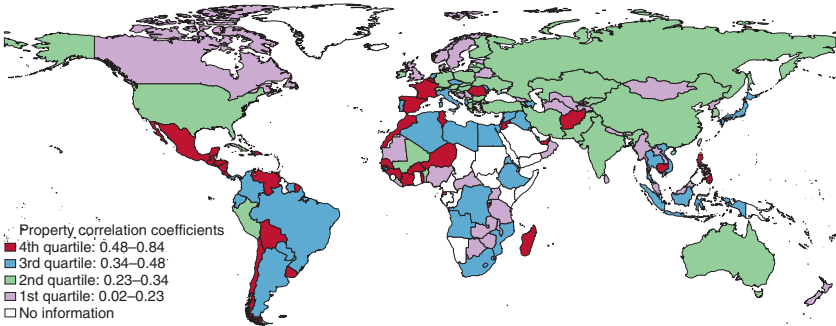 Property correlation coefficients
4th quartile: 0.48–0.84
3rd quartile: 0.34–0.48
2nd quartile: 0.23–0.34
1st quartile: 0.02–0.23
No information